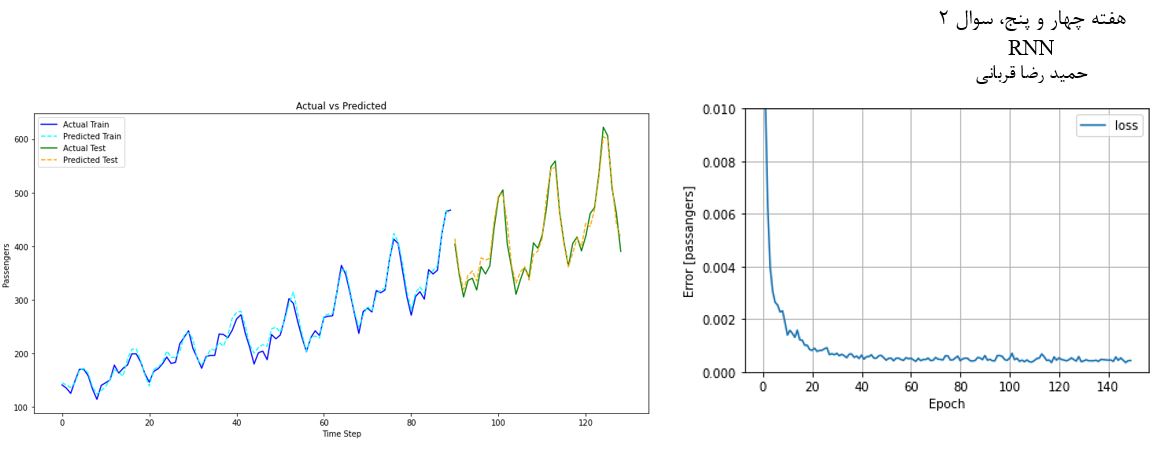 هفته چهار و پنج، سوال ۲
RNN
حمید رضا قربانی
Actual vs Predicted
Actual Train
Predicted Train
Actual Test
Predicted Test
600
500
400
300
200
100
Passengers
0 20 40 60 80 100 120
Time Step
loss
0.010
0.008
0.006
0.004
0.002
0.000
Error [passangers]
0 20 40 60 80 100 120 140
Epoch